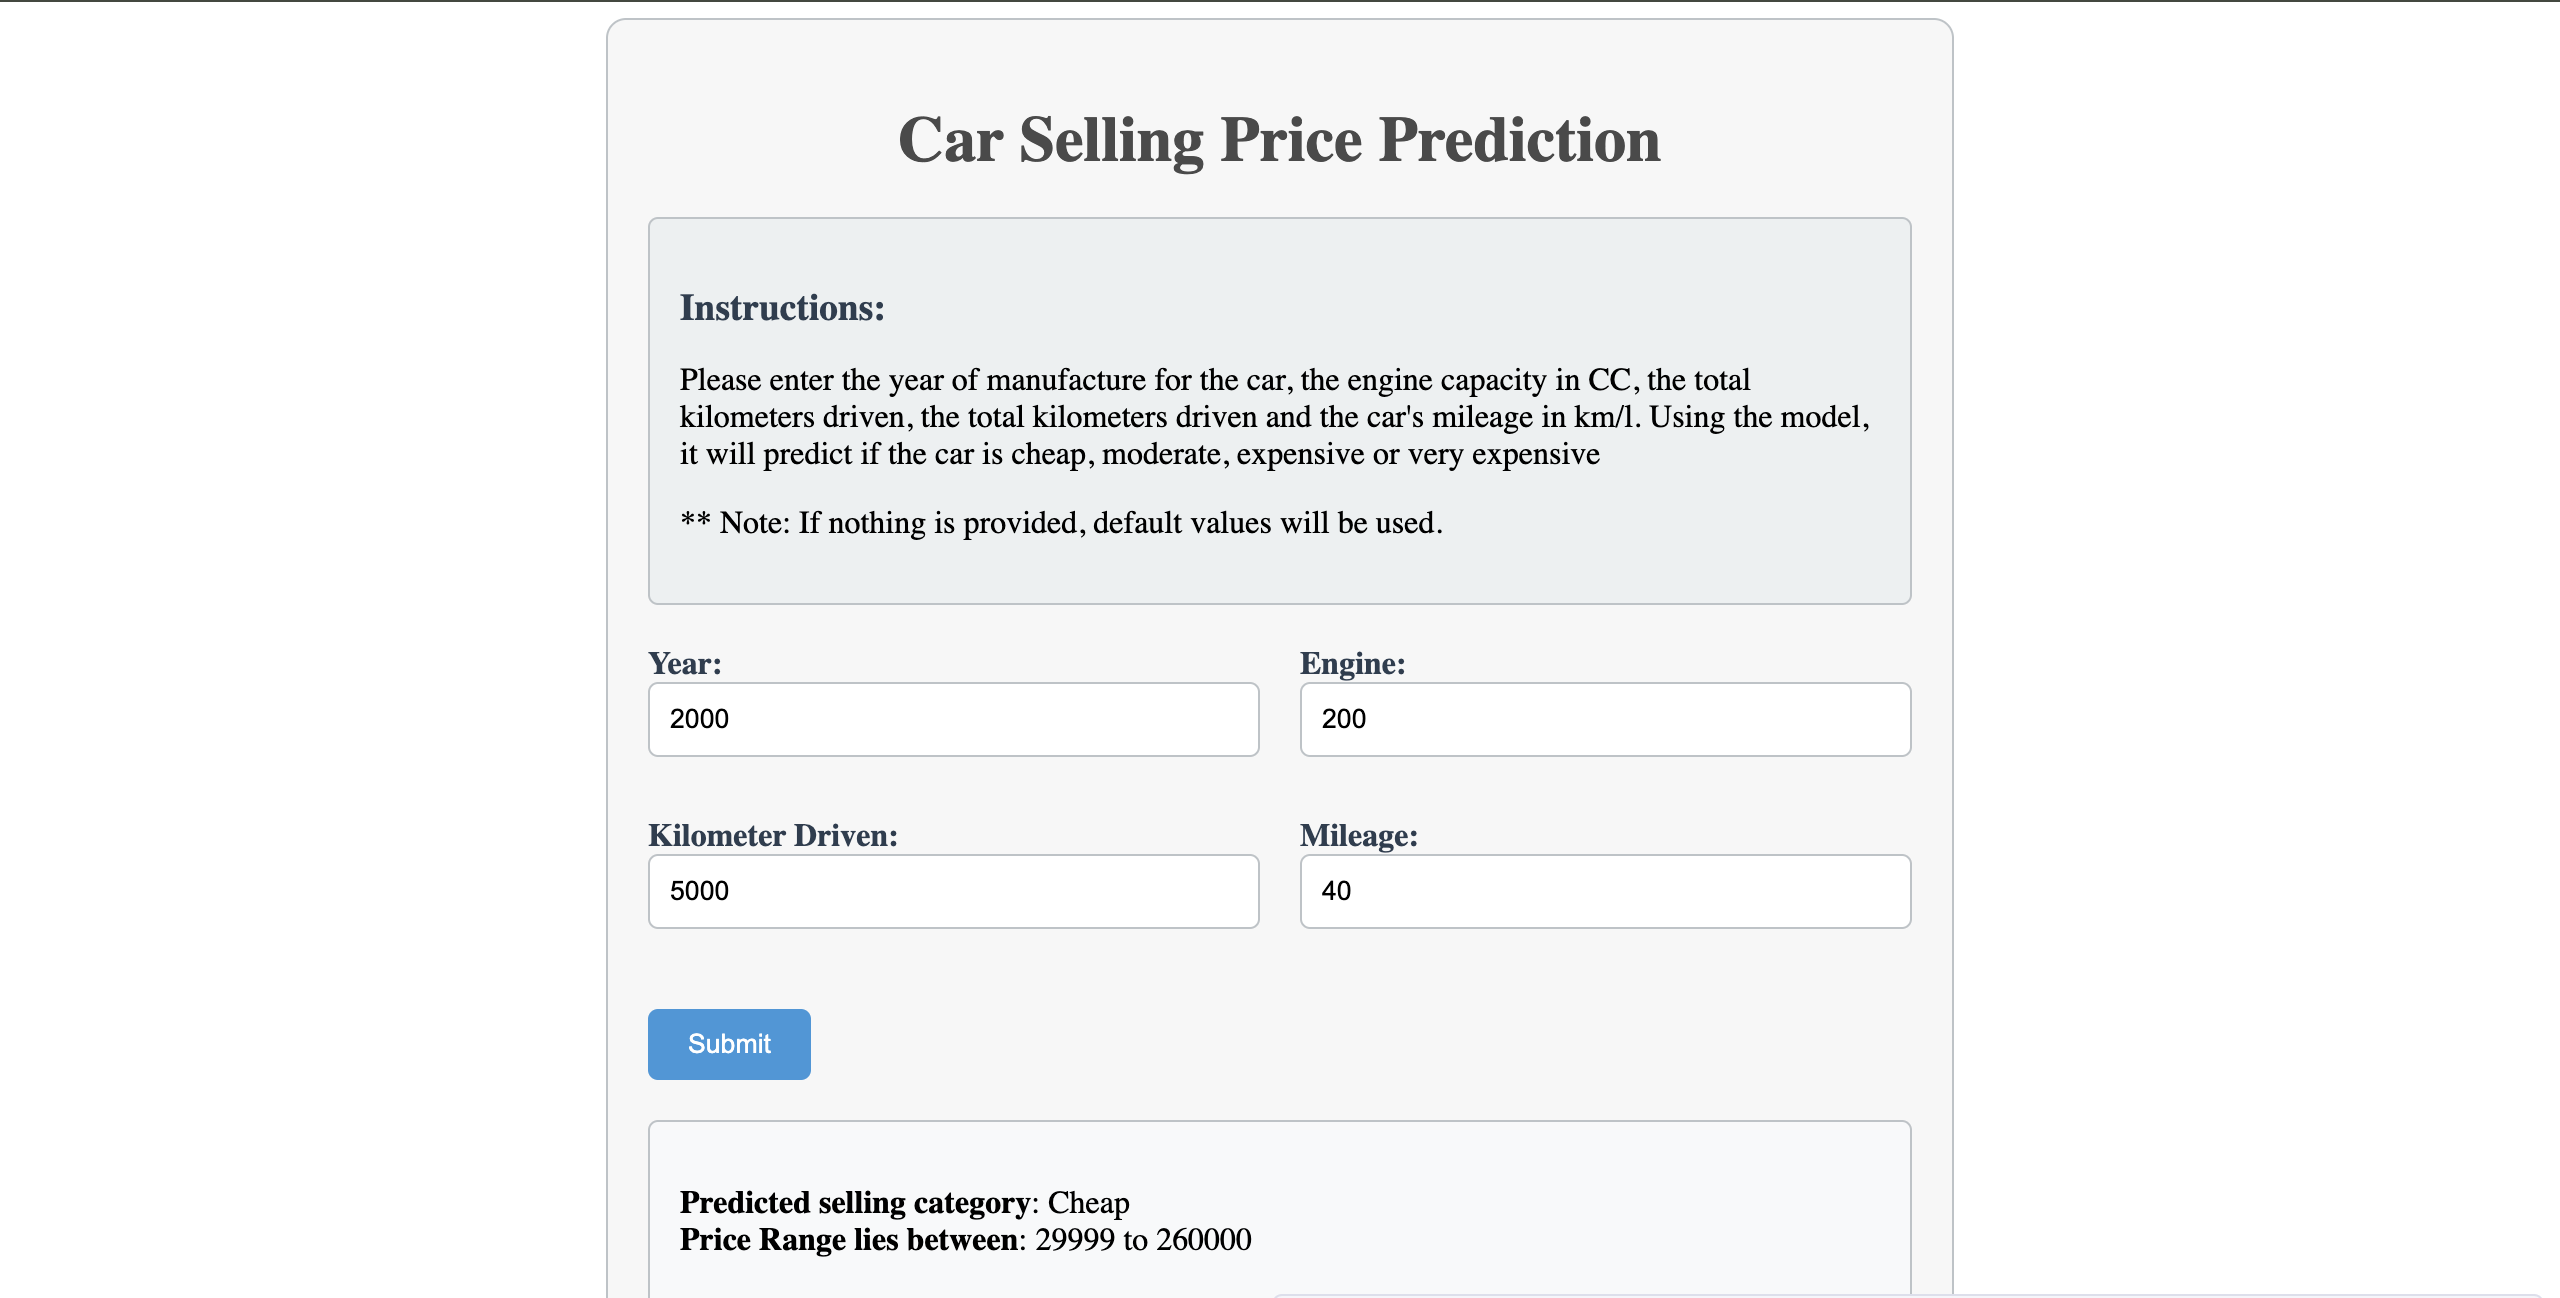 Car Selling Price Prediction
Instructions:
Please enter the year of manufacture for the car, the engine capacity in CC, the total
kilometers driven, the total kilometers driven and the car's mileage in km/l. Using the model,
it will predict if the car is cheap, moderate, expensive or very expensive
** Note: If nothing is provided, default values will be used.
Year:
Engine:
2000
200
Kilometer Driven:
Mileage:
5000
40
Submit
Predicted selling category: Cheap
Price Range lies between: 29999 to 260000